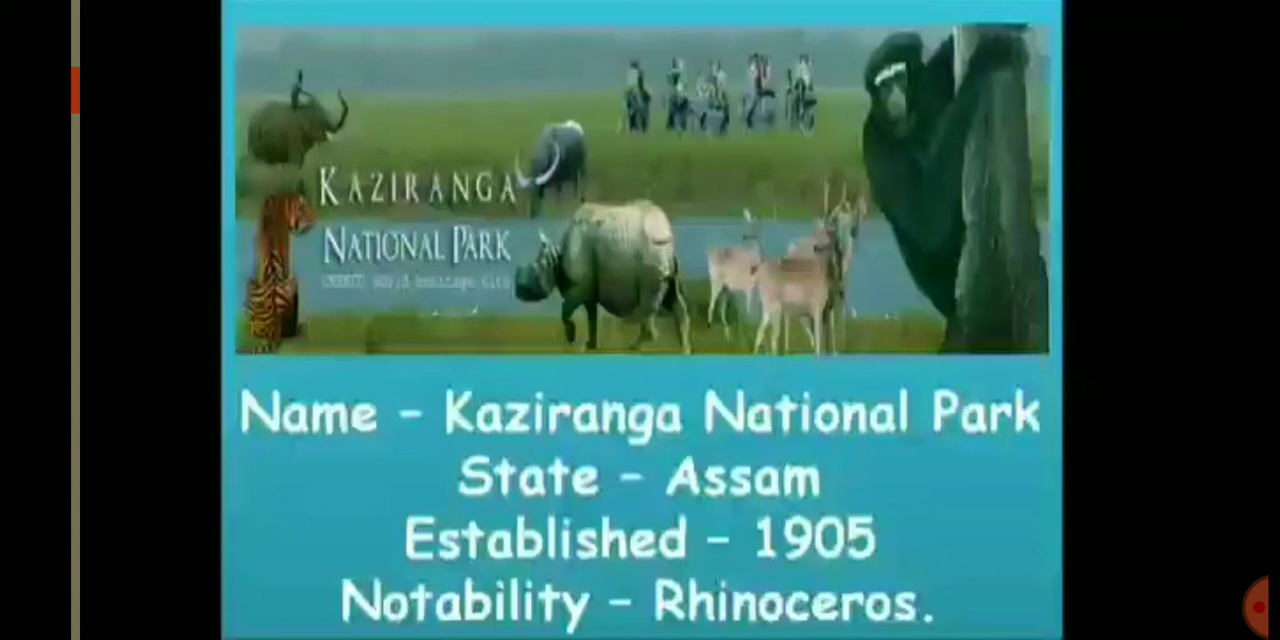 KAZIRANGA
NATIONAL PARK
Name - Kaziranga National Park
State - Assam
Established - 1905
Notability - Rhinoceros.